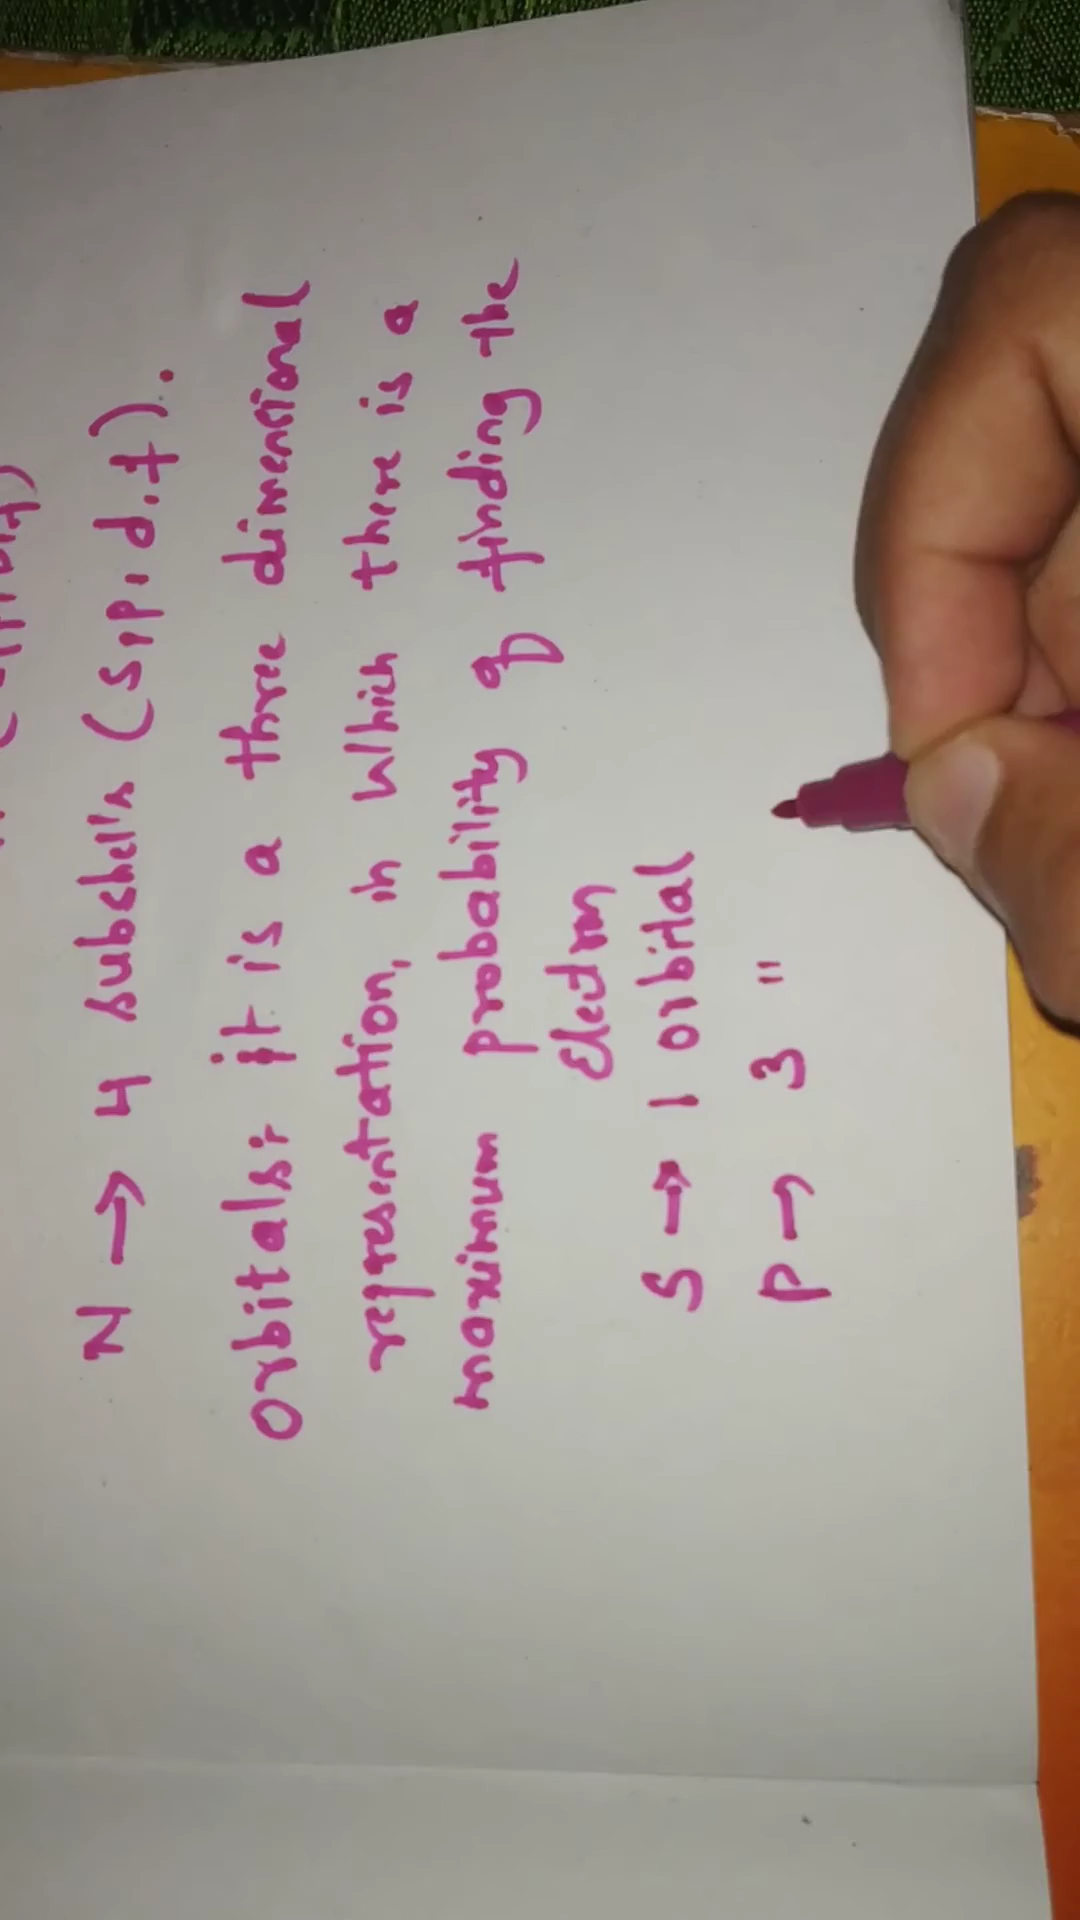 N → 4 subshells (s, p, d, f).
orbitals: it is a three dimensional
representation, in which there is a
maximum probability of finding the
Electron
S → 1 orbital
P → 3 "